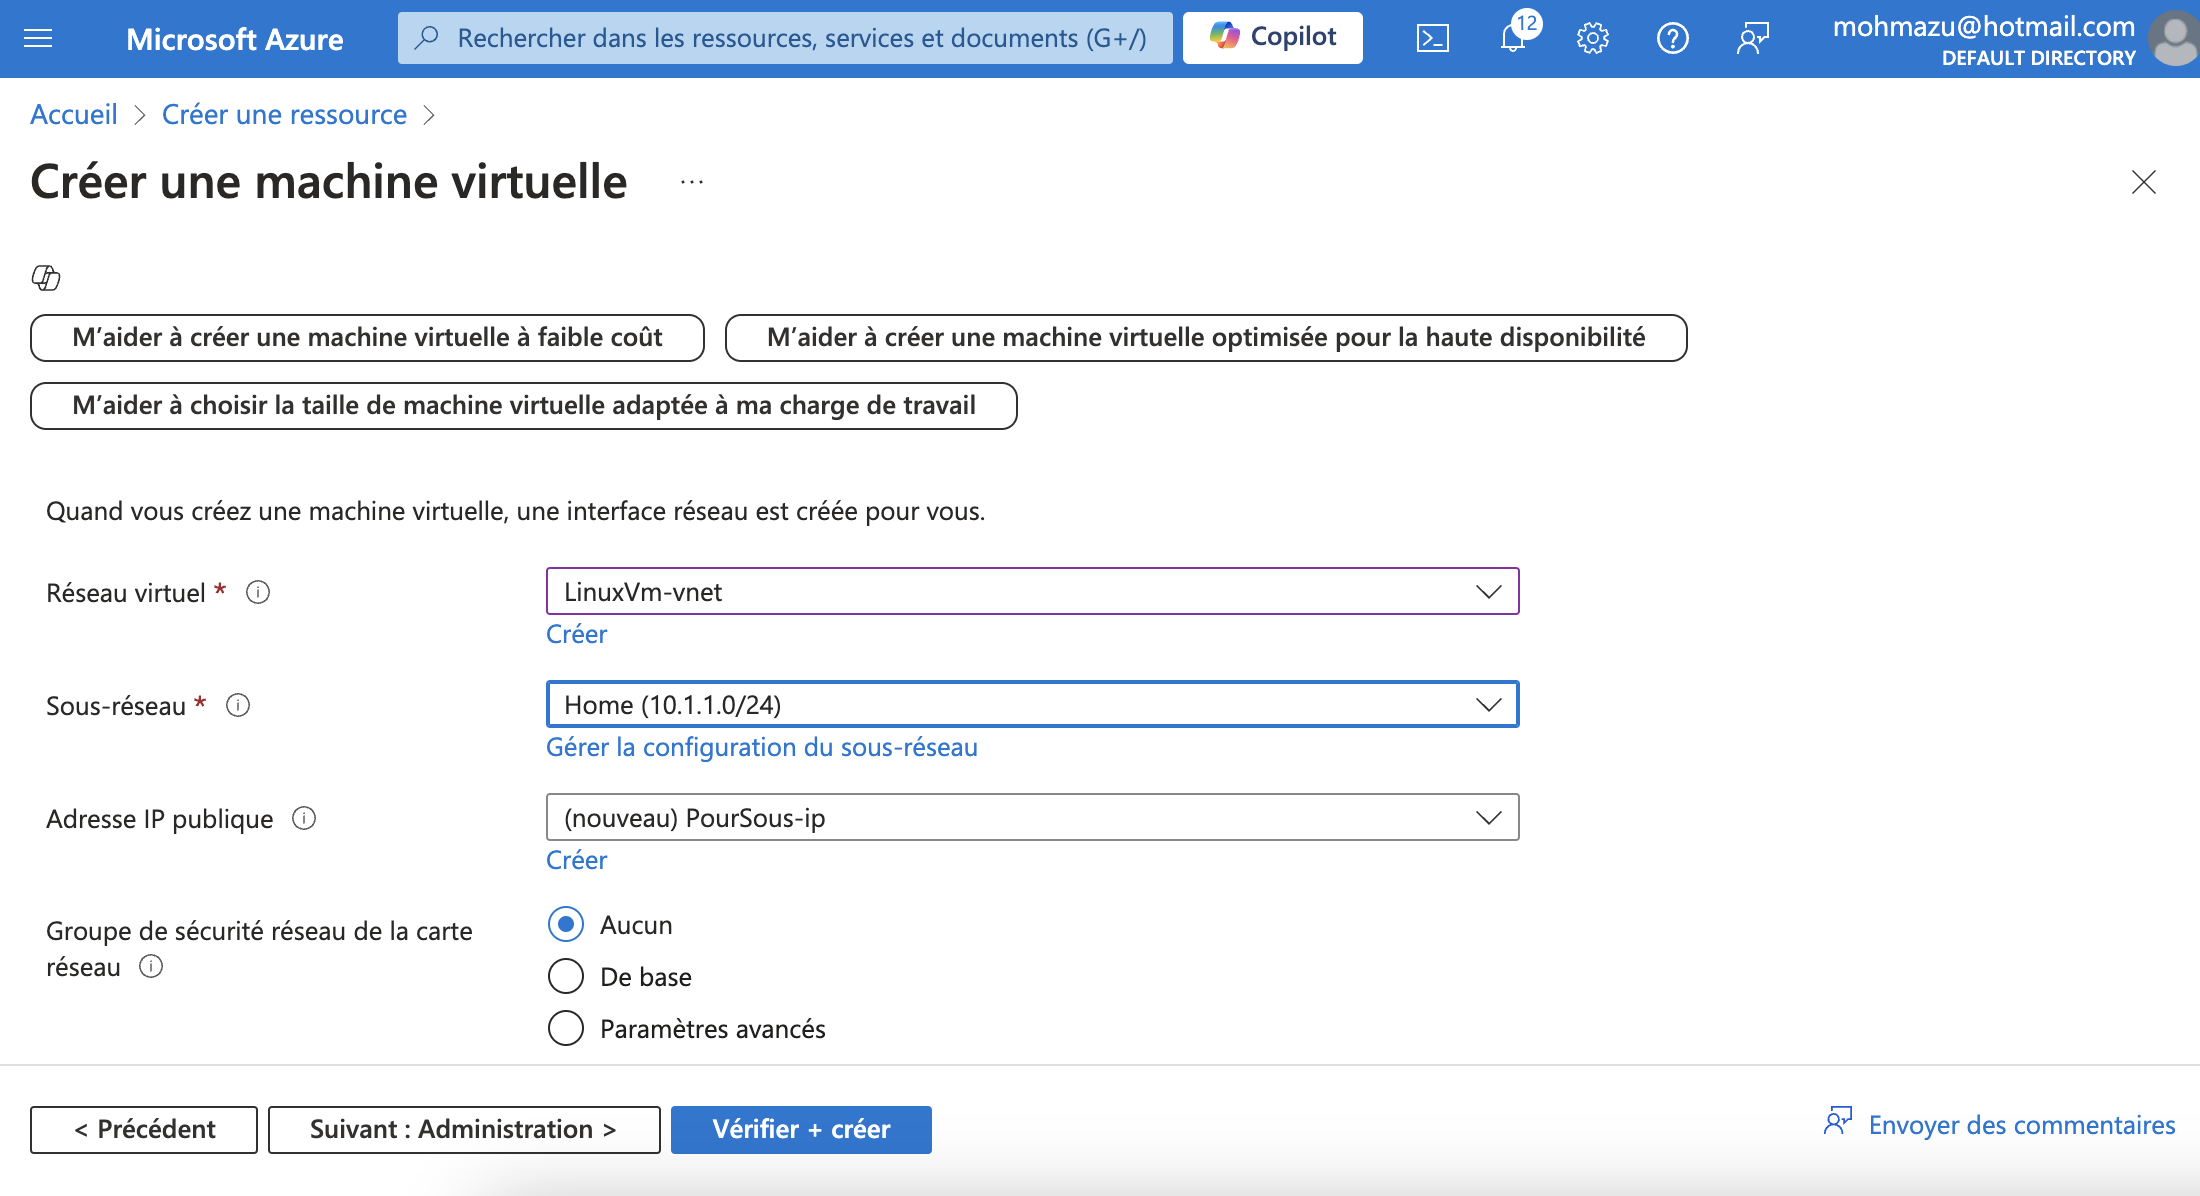 Microsoft Azure
Rechercher dans les ressources, services et documents (G+/)
Copilot
12
mohmazu@hotmail.com
DEFAULT DIRECTORY
Accueil > Créer une ressource >
Créer une machine virtuelle ...
M’aider à créer une machine virtuelle à faible coût
M’aider à créer une machine virtuelle optimisée pour la haute disponibilité
M’aider à choisir la taille de machine virtuelle adaptée à ma charge de travail
Quand vous créez une machine virtuelle, une interface réseau est créée pour vous.
Réseau virtuel *
LinuxVm-vnet
Créer
Sous-réseau *
Home (10.1.1.0/24)
Gérer la configuration du sous-réseau
Adresse IP publique
(nouveau) PourSous-ip
Créer
Groupe de sécurité réseau de la carte
réseau
Aucun
De base
Paramètres avancés
< Précédent
Suivant : Administration >
Vérifier + créer
Envoyer des commentaires